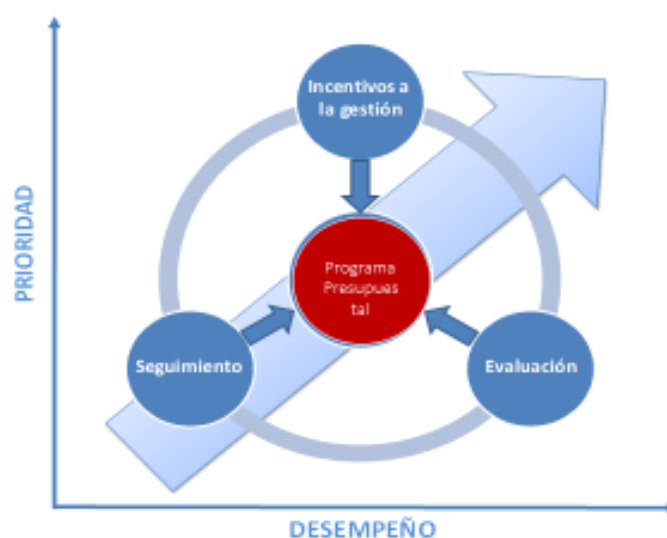 Incentivos a
la gestión
PRIORIDAD
Programa
Presupues
tal
Seguimiento
Evaluación
DESEMPEÑO